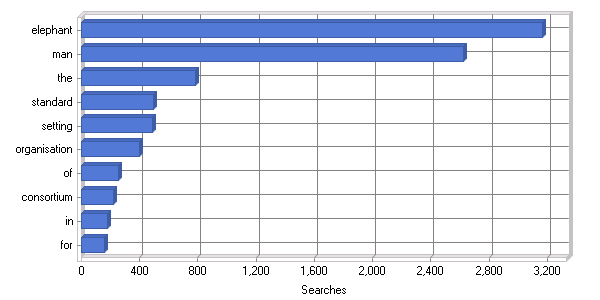 elephant
man
the
standard
setting
organisation
of
consortium
in
for
0 400 800 1,200 1,600 2,000 2,400 2,800 3,200
Searches